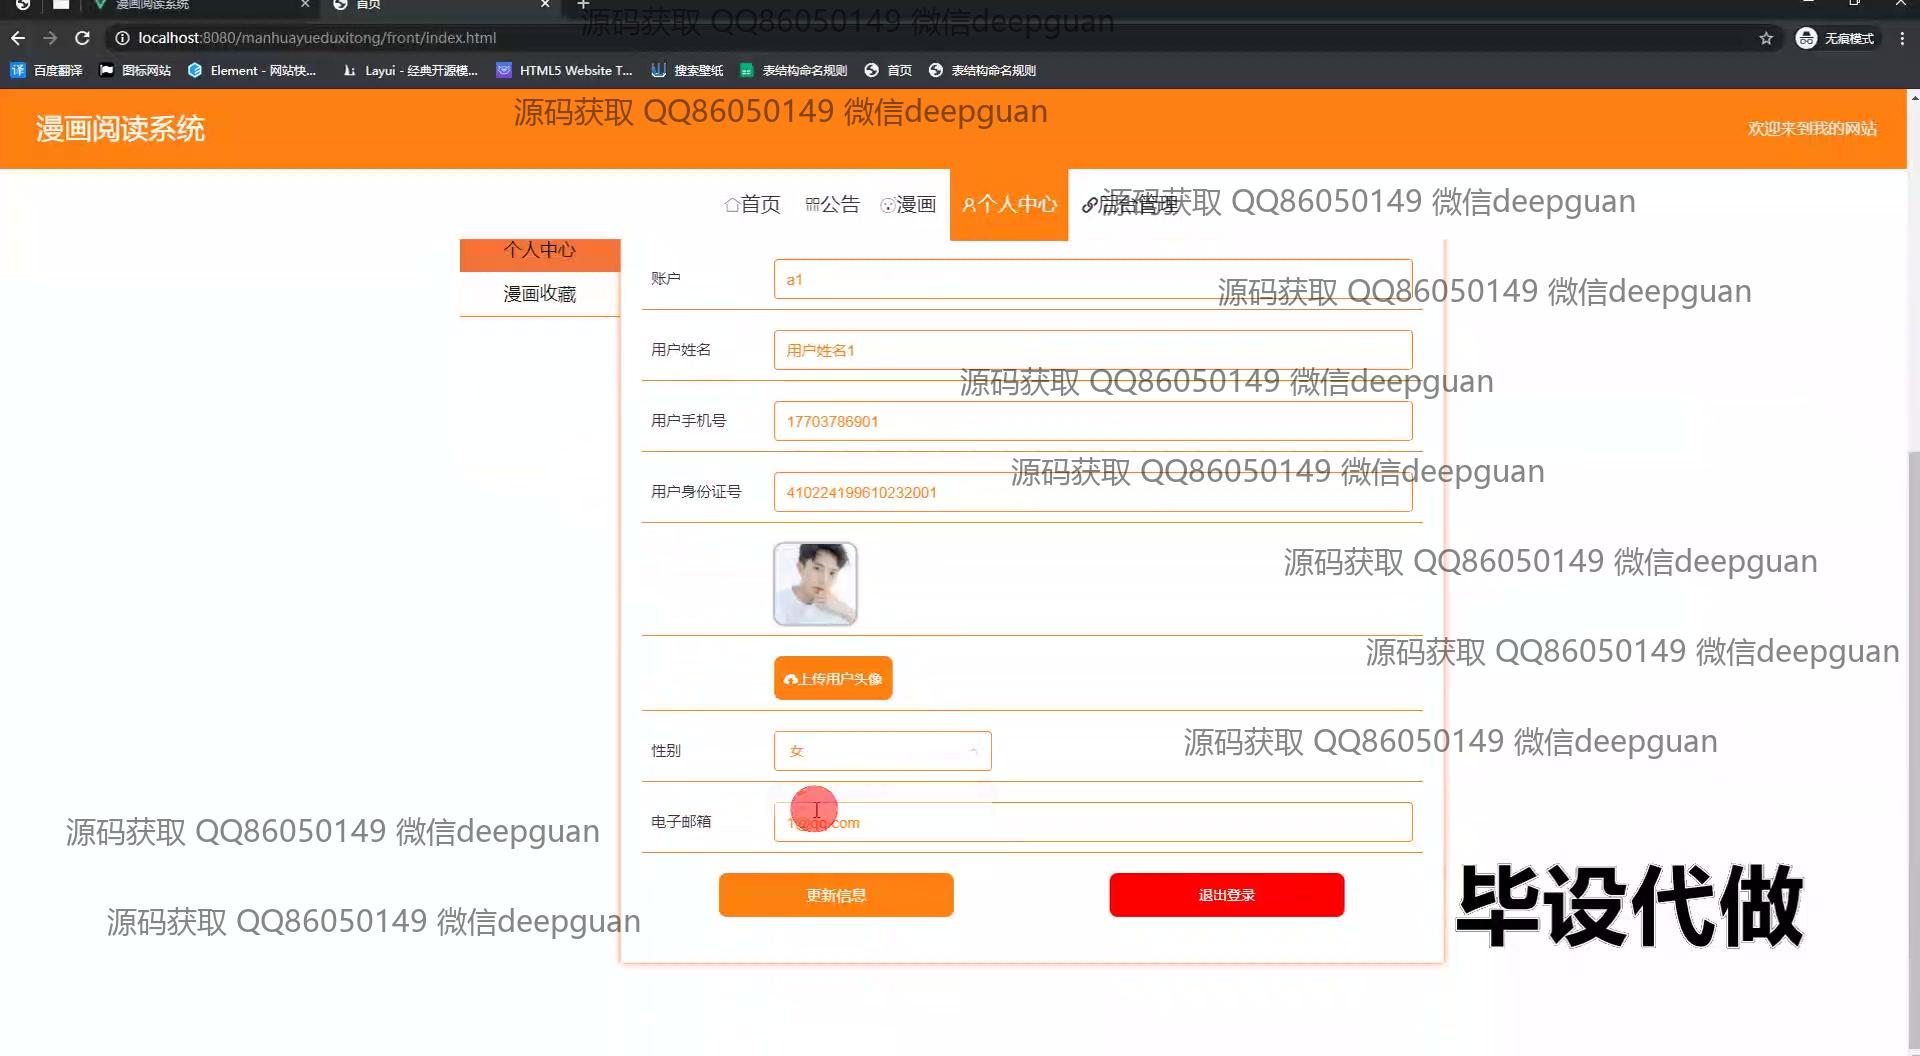 漫画阅读系统
首页
源码获取 QQ86050149 微信deepguan
localhost:8080/manhuayueduxitong/front/index.html
无痕模式
百度翻译
图标网站
Element - 网站快...
Layui - 经典开源模...
HTML5 Website T...
搜索壁纸
表结构命名规则
首页
表结构命名规则
漫画阅读系统
源码获取 QQ86050149 微信deepguan
欢迎来到我的网站
首页
公告
漫画
个人中心
后台管理
源码获取 QQ86050149 微信deepguan
个人中心
漫画收藏
账户
a1
源码获取 QQ86050149 微信deepguan
用户姓名
用户姓名1
源码获取 QQ86050149 微信deepguan
用户手机号
17703786901
源码获取 QQ86050149 微信deepguan
用户身份证号
410224199610232001
源码获取 QQ86050149 微信deepguan
源码获取 QQ86050149 微信deepguan
上传用户头像
性别
女
源码获取 QQ86050149 微信deepguan
电子邮箱
1@qq.com
源码获取 QQ86050149 微信deepguan
更新信息
退出登录
毕设代做
源码获取 QQ86050149 微信deepguan